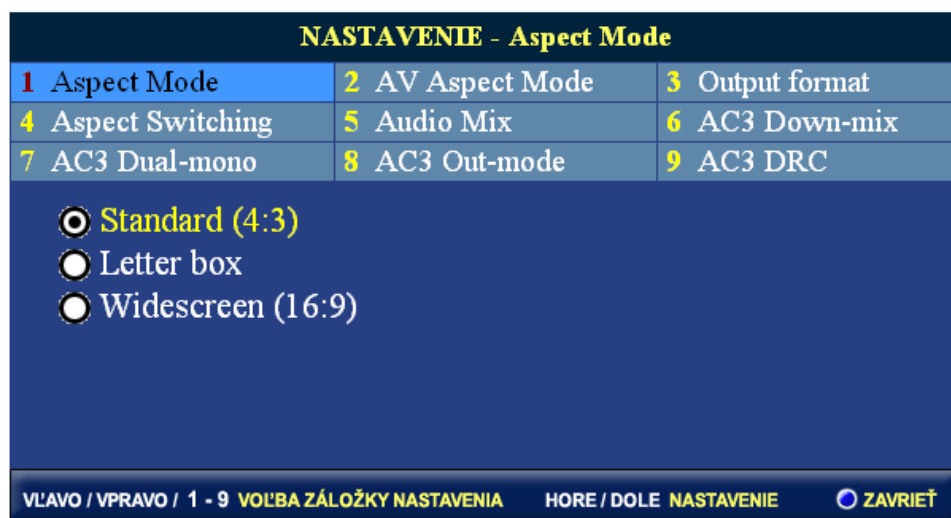 NASTAVENIE - Aspect Mode
1 Aspect Mode 2 AV Aspect Mode 3 Output format
4 Aspect Switching 5 Audio Mix 6 AC3 Down-mix
7 AC3 Dual-mono 8 AC3 Out-mode 9 AC3 DRC
Standard (4:3)
Letter box
Widescreen (16:9)
VĽAVO / VPRAVO / 1 - 9 VOĽBA ZÁLOŽKY NASTAVENIA HORE / DOLE NASTAVENIE ZAVRIEŤ